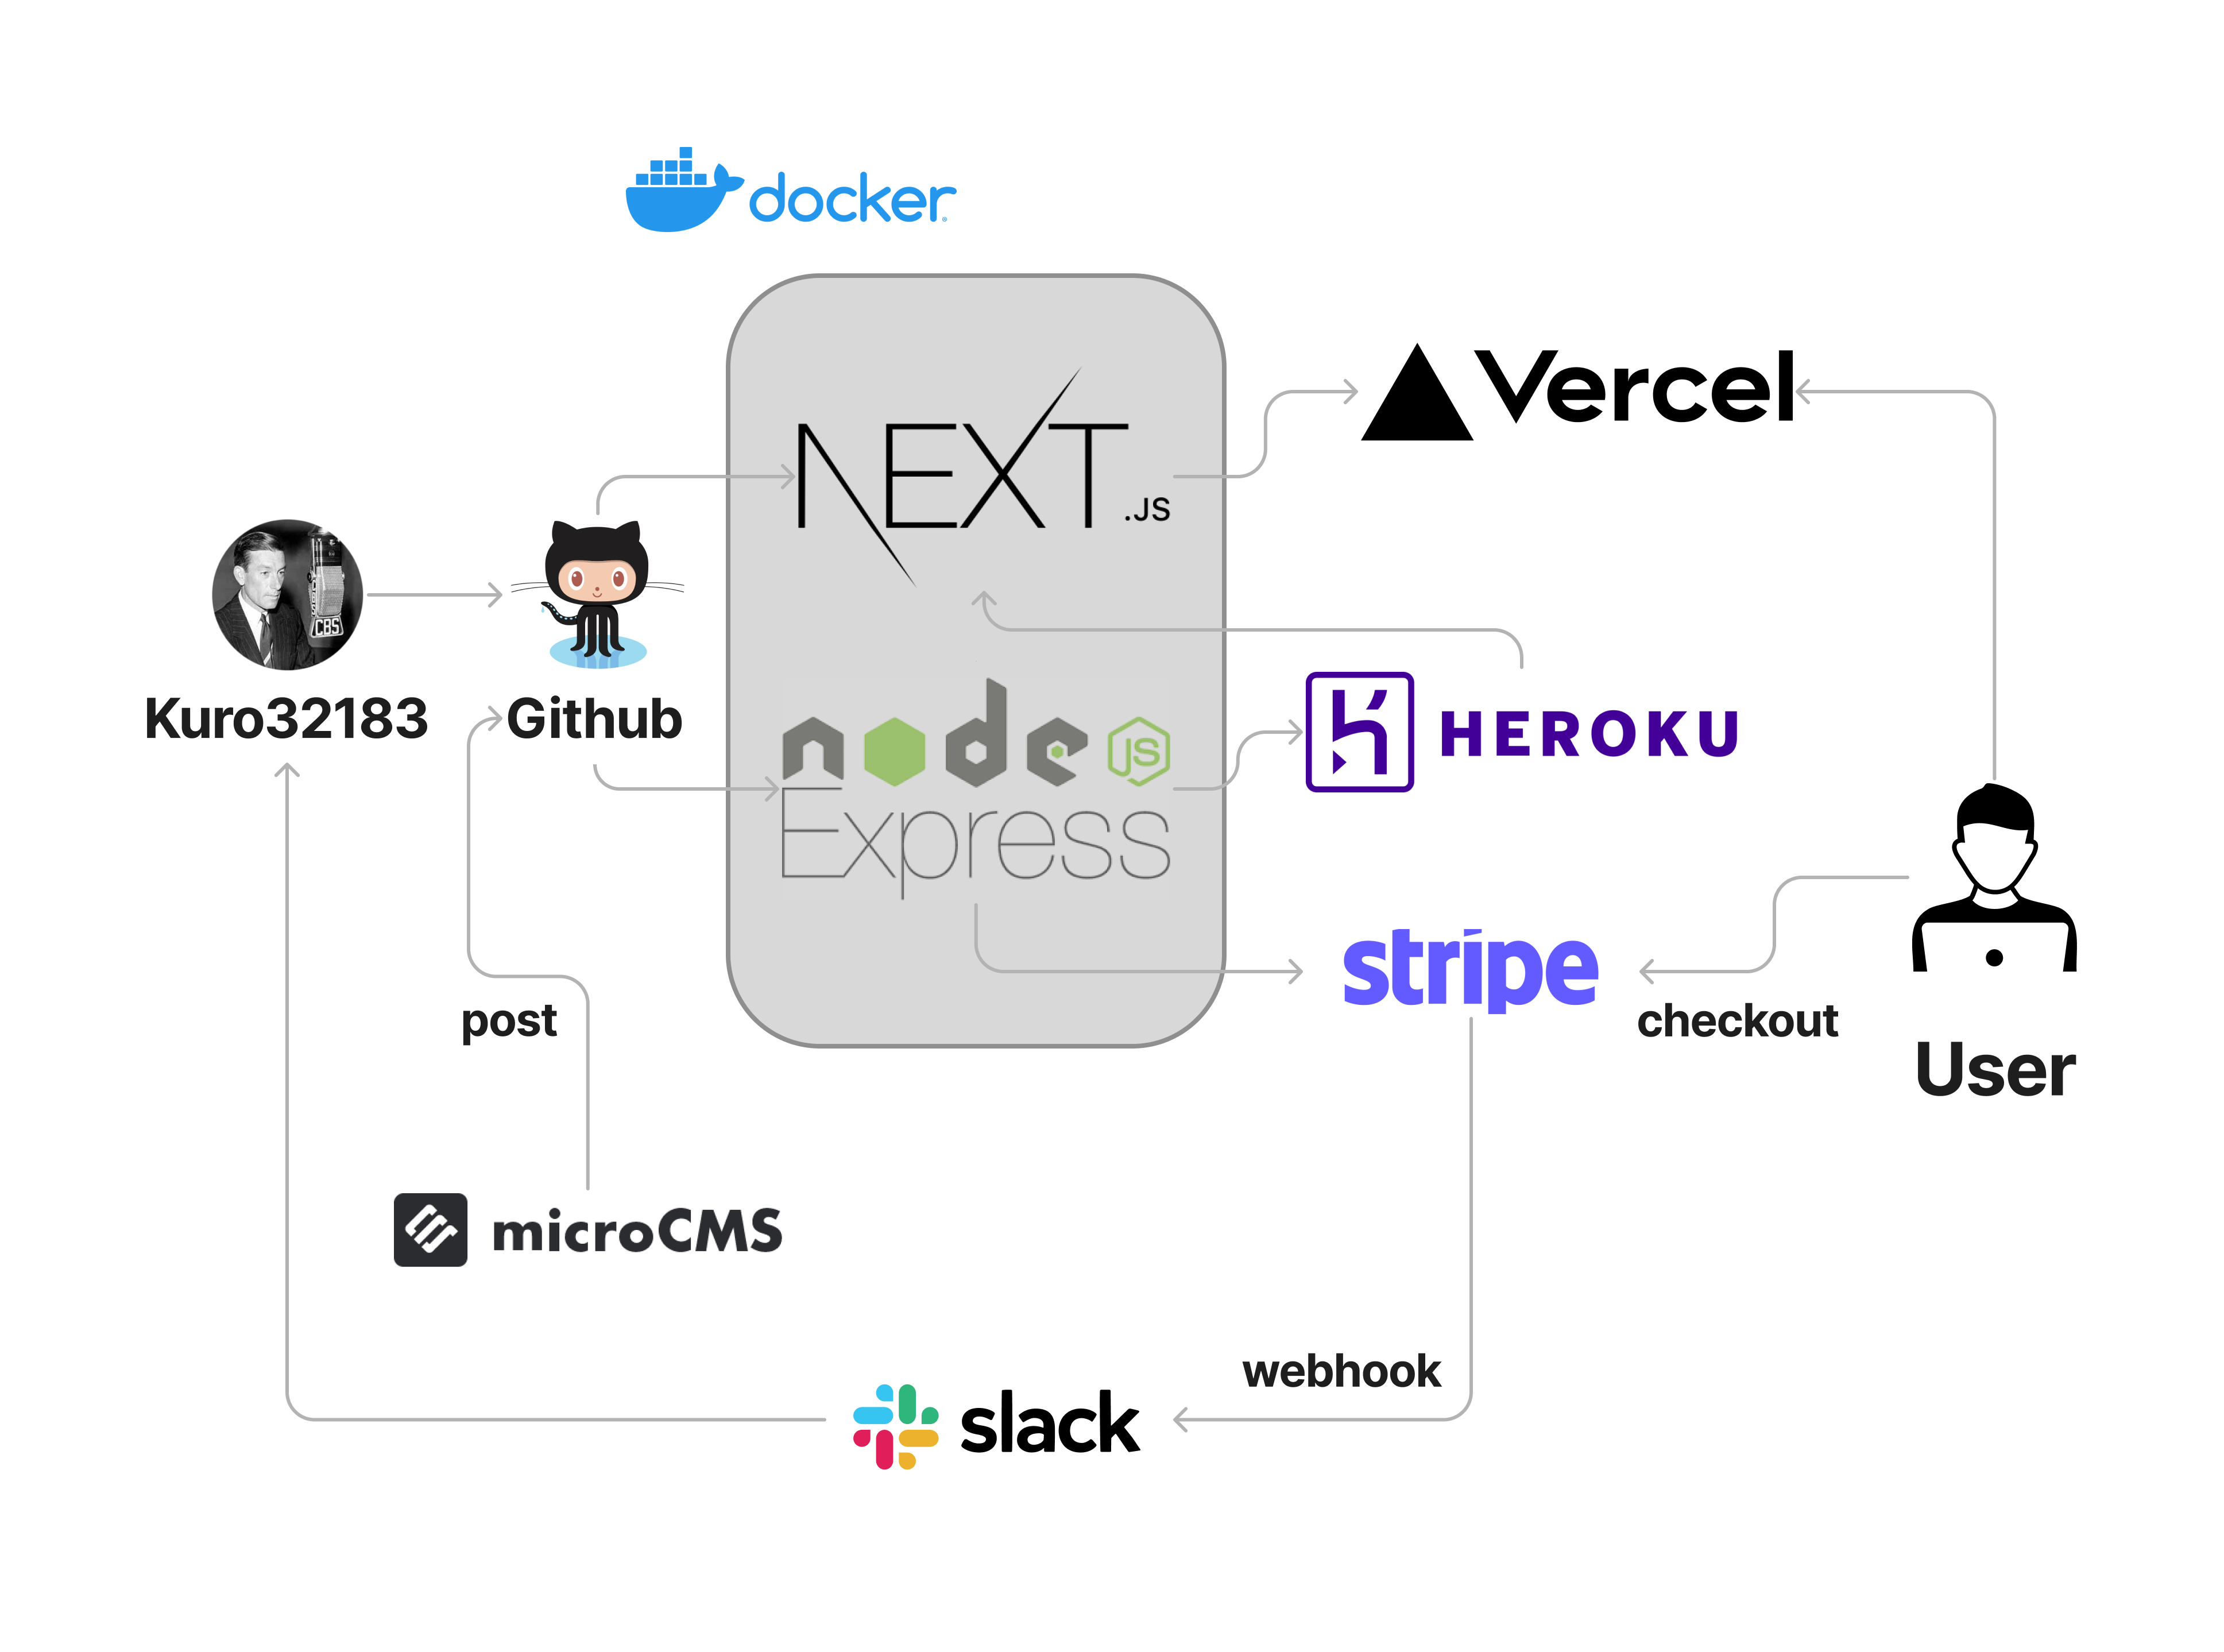 docker
NEXT
.JS
Vercel
CBS
Kuro32183
Github
node
JS
Express
HEROKU
stripe
post
checkout
User
microCMS
webhook
slack